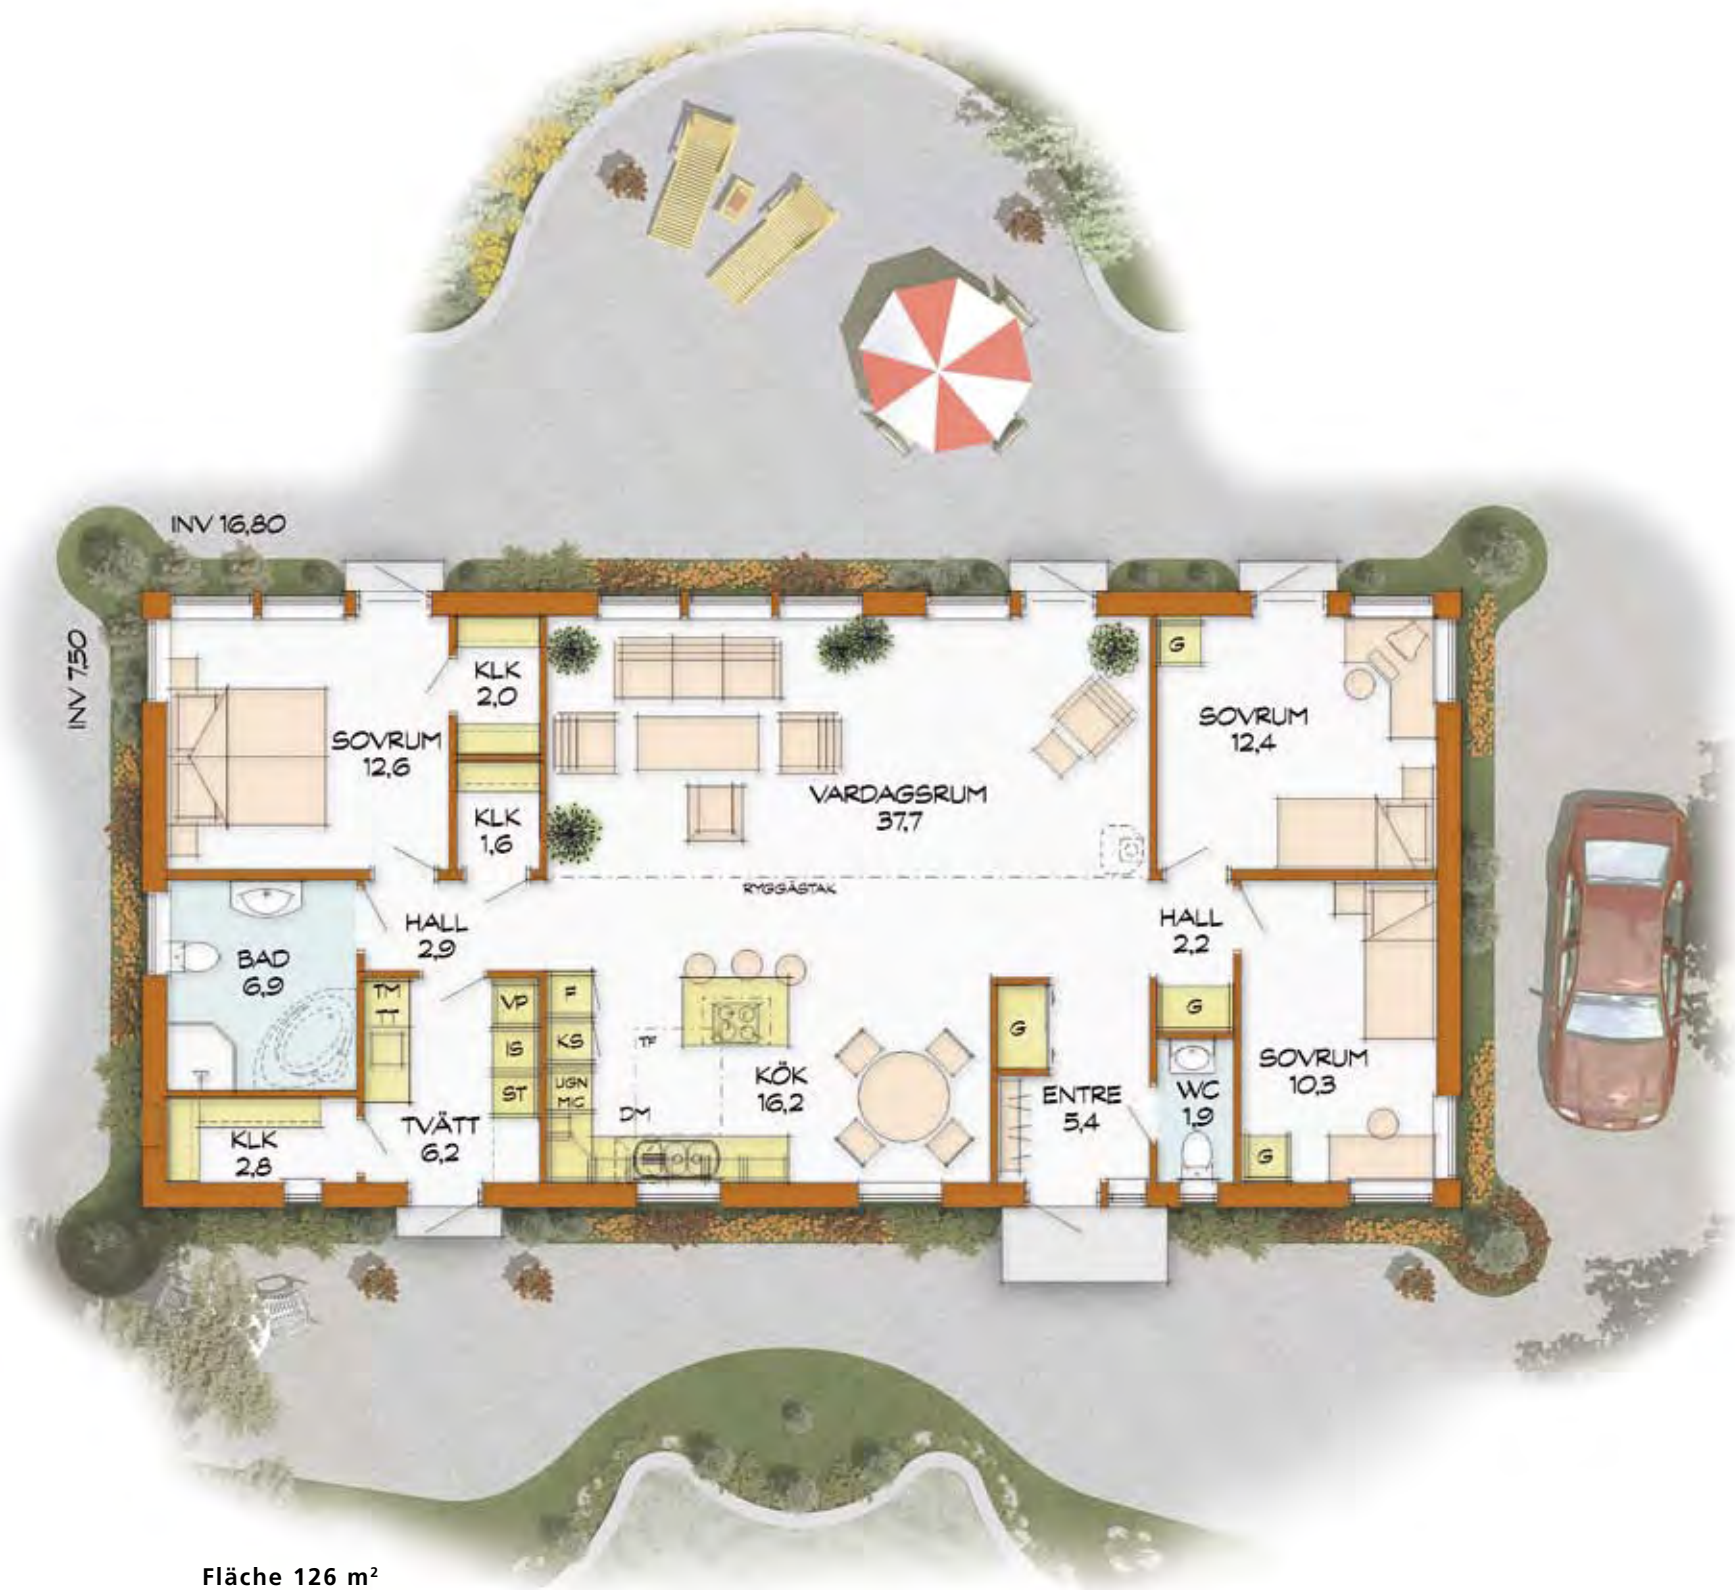 INV 16,80
INV 7,50
KLK
2,0
G
SOVRUM
12,6
SOVRUM
12,4
VARDAGSRUM
37,7
KLK
1,6
RYGGÅSTAK
HALL
2,9
HALL
2,2
BAD
6,9
TM
TT
VP
F
IS
KS
TF
ST
UGN
MC
DM
KÖK
16,2
G
G
SOVRUM
10,3
ENTRE
5,4
WC
1,9
TVÄTT
6,2
KLK
2,8
G
Fläche 126 m²